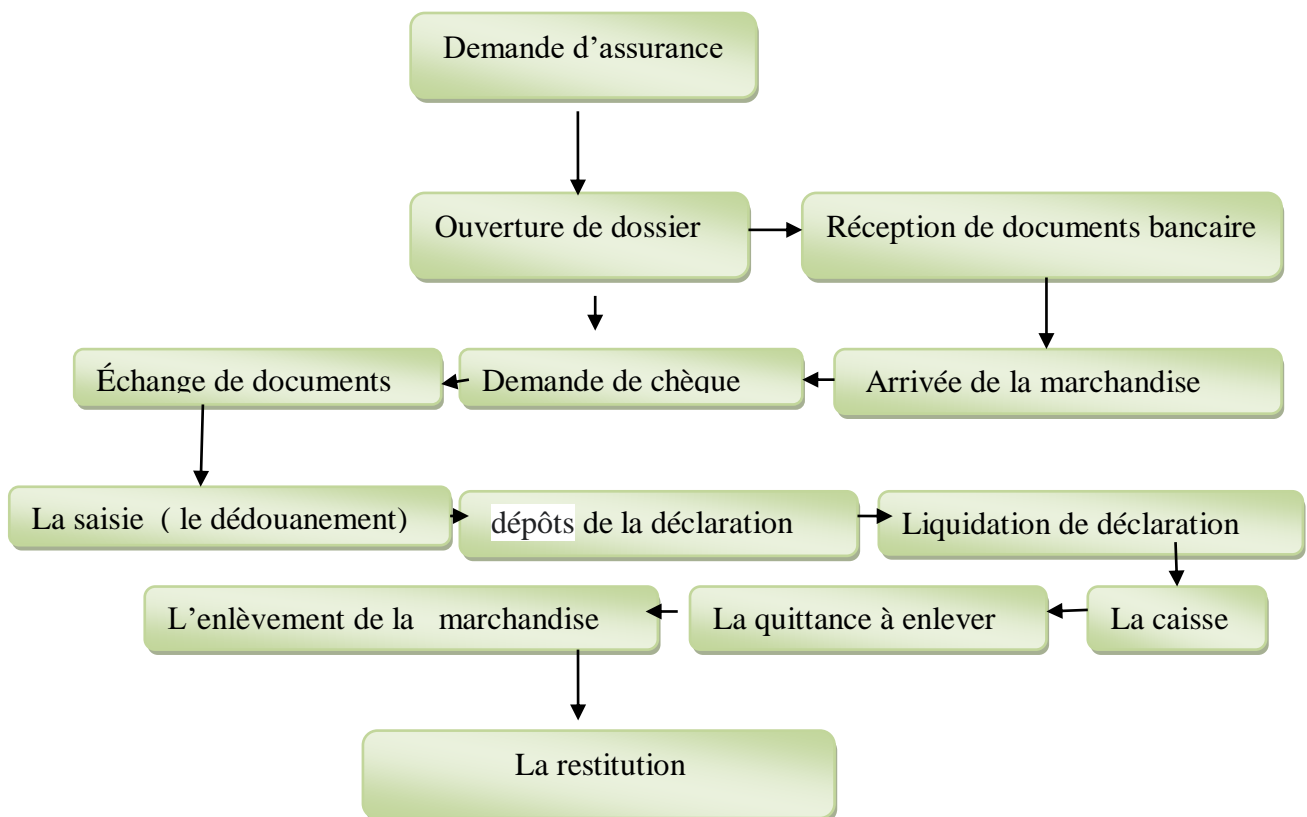 Demande d’assurance
Ouverture de dossier
Réception de documents bancaire
Échange de documents
Demande de chèque
Arrivée de la marchandise
La saisie ( le dédouanement)
dépôts de la déclaration
Liquidation de déclaration
L’enlèvement de la marchandise
La quittance à enlever
La caisse
La restitution